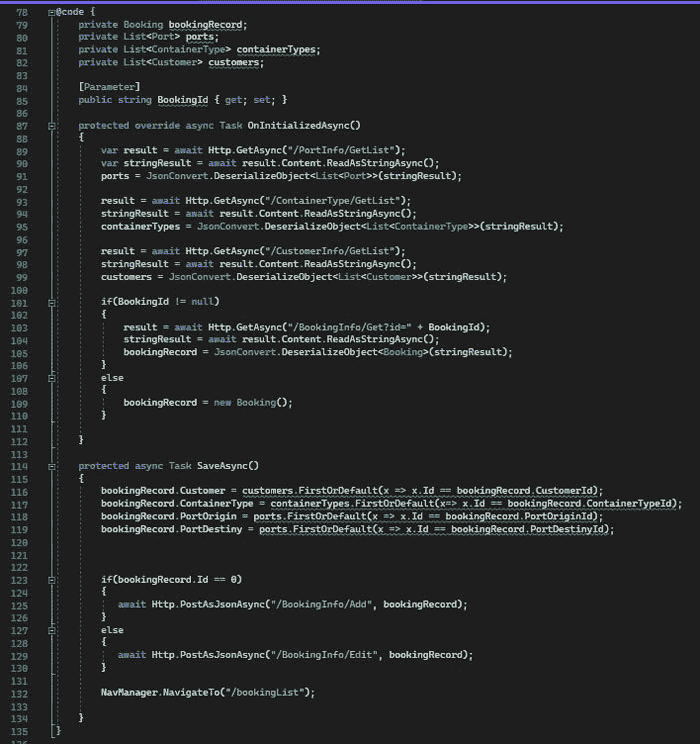 78 @code {
79 private Booking bookingRecord;
80 private List<Port> ports;
81 private List<ContainerType> containerTypes;
82 private List<Customer> customers;
83
84 [Parameter]
85 public string BookingId { get; set; }
86
87 protected override async Task OnInitializedAsync()
88 {
89 var result = await Http.GetAsync("/PortInfo/GetList");
90 var stringResult = await result.Content.ReadAsStringAsync();
91 ports = JsonConvert.DeserializeObject<List<Port>>(stringResult);
92
93 result = await Http.GetAsync("/ContainerType/GetList");
94 stringResult = await result.Content.ReadAsStringAsync();
95 containerTypes = JsonConvert.DeserializeObject<List<ContainerType>>(stringResult);
96
97 result = await Http.GetAsync("/CustomerInfo/GetList");
98 stringResult = await result.Content.ReadAsStringAsync();
99 customers = JsonConvert.DeserializeObject<List<Customer>>(stringResult);
100
101 if(BookingId != null)
102 {
103 result = await Http.GetAsync("/BookingInfo/Get?id=" + BookingId);
104 stringResult = await result.Content.ReadAsStringAsync();
105 bookingRecord = JsonConvert.DeserializeObject<Booking>(stringResult);
106 }
107 else
108 {
109 bookingRecord = new Booking();
110 }
111
112 }
113
114 protected async Task SaveAsync()
115 {
116 bookingRecord.Customer = customers.FirstOrDefault(x => x.Id == bookingRecord.CustomerId);
117 bookingRecord.ContainerType = containerTypes.FirstOrDefault(x=> x.Id == bookingRecord.ContainerTypeId);
118 bookingRecord.PortOrigin = ports.FirstOrDefault(x => x.Id == bookingRecord.PortOriginId);
119 bookingRecord.PortDestiny = ports.FirstOrDefault(x => x.Id == bookingRecord.PortDestinyId);
120
121
122
123 if(bookingRecord.Id == 0)
124 {
125 await Http.PostAsJsonAsync("/BookingInfo/Add", bookingRecord);
126 }
127 else
128 {
129 await Http.PostAsJsonAsync("/BookingInfo/Edit", bookingRecord);
130 }
131
132 NavManager.NavigateTo("/bookingList");
133
134 }
135 }